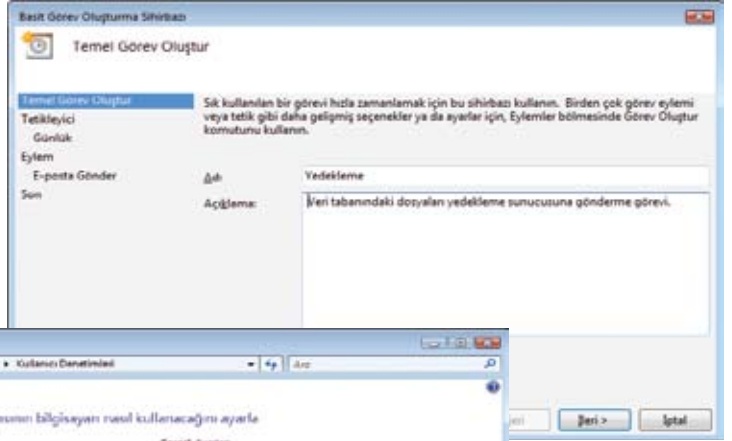 Basit Görev Oluşturma Sihirbazı
Temel Görev Oluştur
Temel Görev Oluştur
Tetikleyici
Günlük
Eylem
E-posta Gönder
Son
Sık kullanılan bir görevi hızla zamanlamak için bu sihirbazı kullanın. Birden çok görev eylemi
veya tetik gibi daha gelişmiş seçenekler ya da ayarlar için, Eylemler bölmesinde Görev Oluştur
komutunu kullanın.
Adı: Yedekleme
Açıklama: Veri tabanındaki dosyaları yedekleme sunucusuna gönderme görevi.
Kullanıcı Denetimleri
Ara
bilgisayarı nasıl kullanacağını ayarla
İleri >
İptal